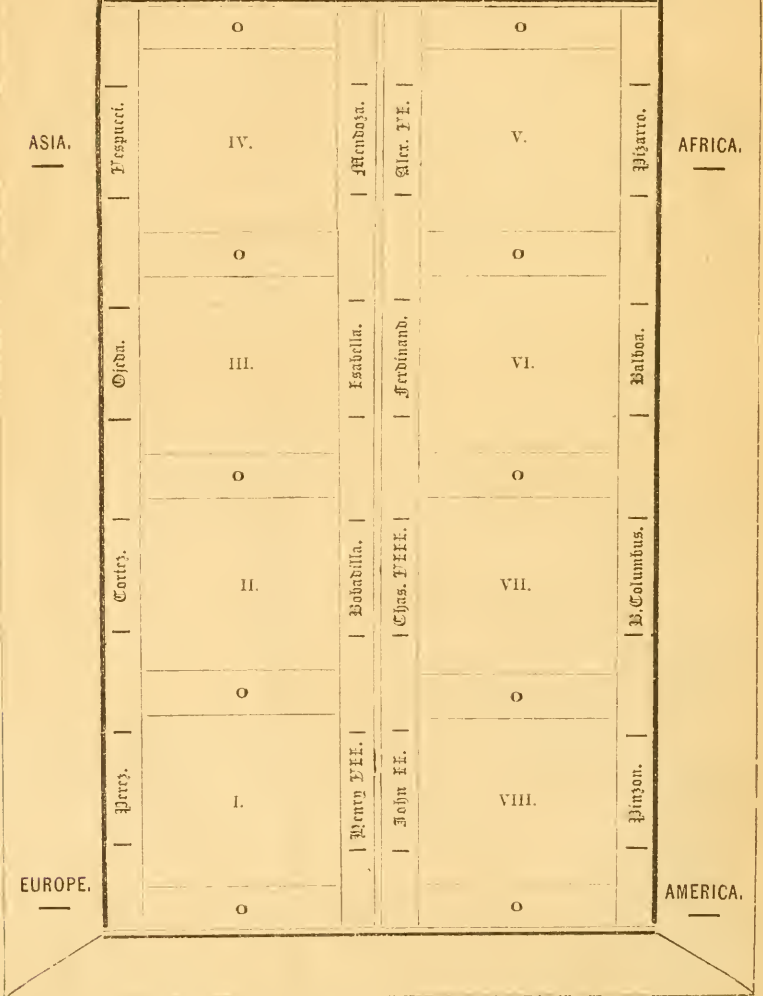 O O
Vespucci. IV. Mendoza. Alex. VI. V. Pizarro.
ASIA. AFRICA.
O O
Ojeda. III. Isabella. Ferdinand. VI. Balboa.
O O
Cortez. II. Bobadilla. Chas. VIII. VII. B. Columbus.
O O
Perez. I. Henry VII. John II. VIII. Pinzon.
EUROPE. AMERICA.
O O